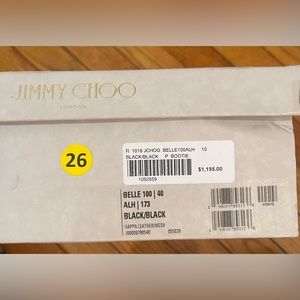 JIMMY CHOO
LONDON
26
R 1018 JCHOO BELLE100ALH 10
BLACK/BLACK P BOOTIE
$1,195.00
1092859
BELLE 100 | 40
ALH | 173
BLACK/BLACK
NAPPA LEATHER/MESH